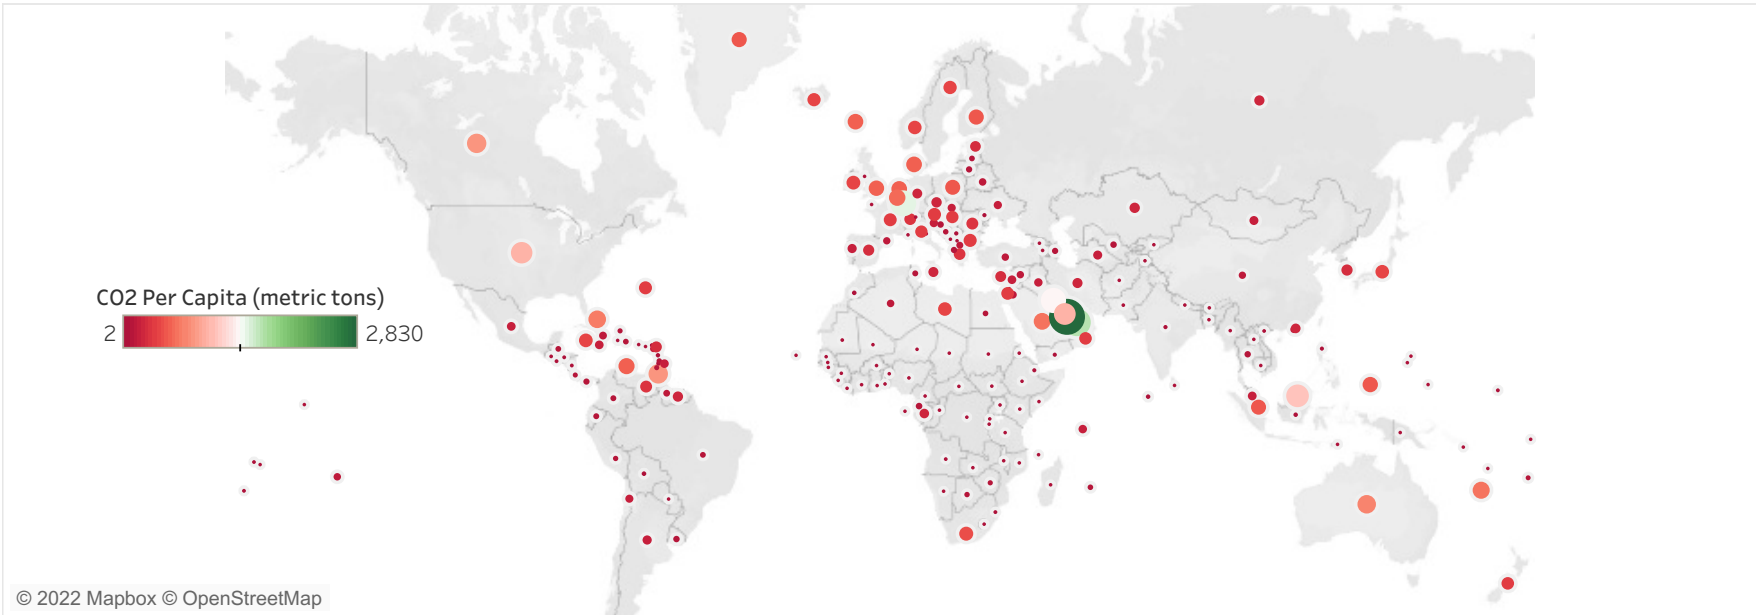 CO2 Per Capita (metric tons)
2 2,830
© 2022 Mapbox © OpenStreetMap